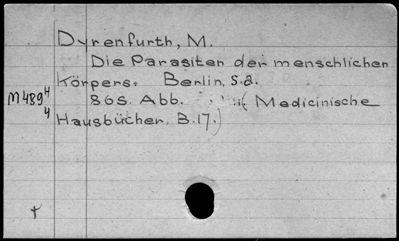 Dyrenfurth, M.
Die Parasiten der menschlichen
Körpers. Berlin, s.a.
M4894 86S. Abb. (Medicinische
4 Hausbücher, B.17.)